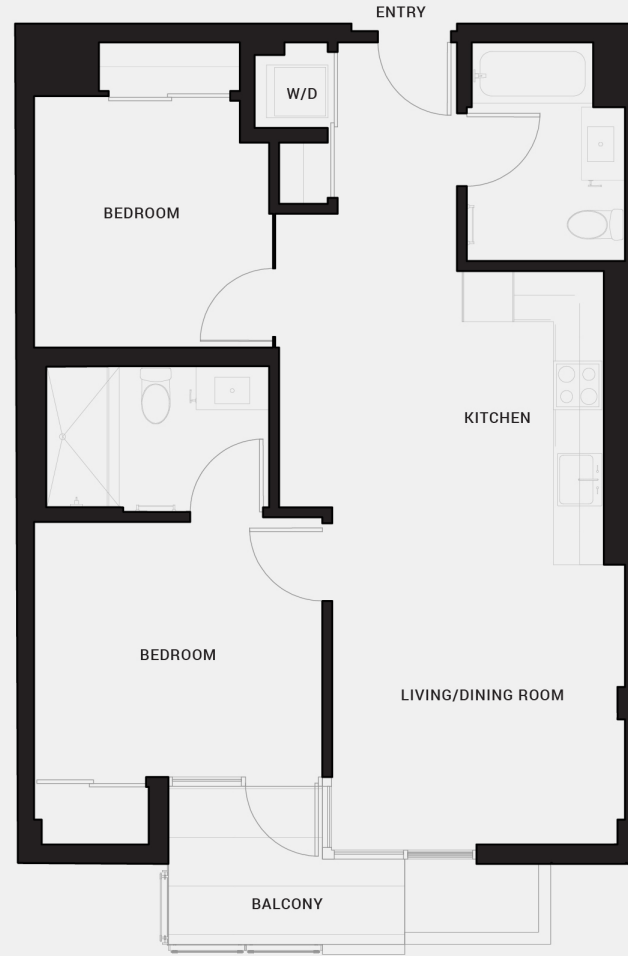 ENTRY
W/D
BEDROOM
KITCHEN
BEDROOM
LIVING/DINING ROOM
BALCONY